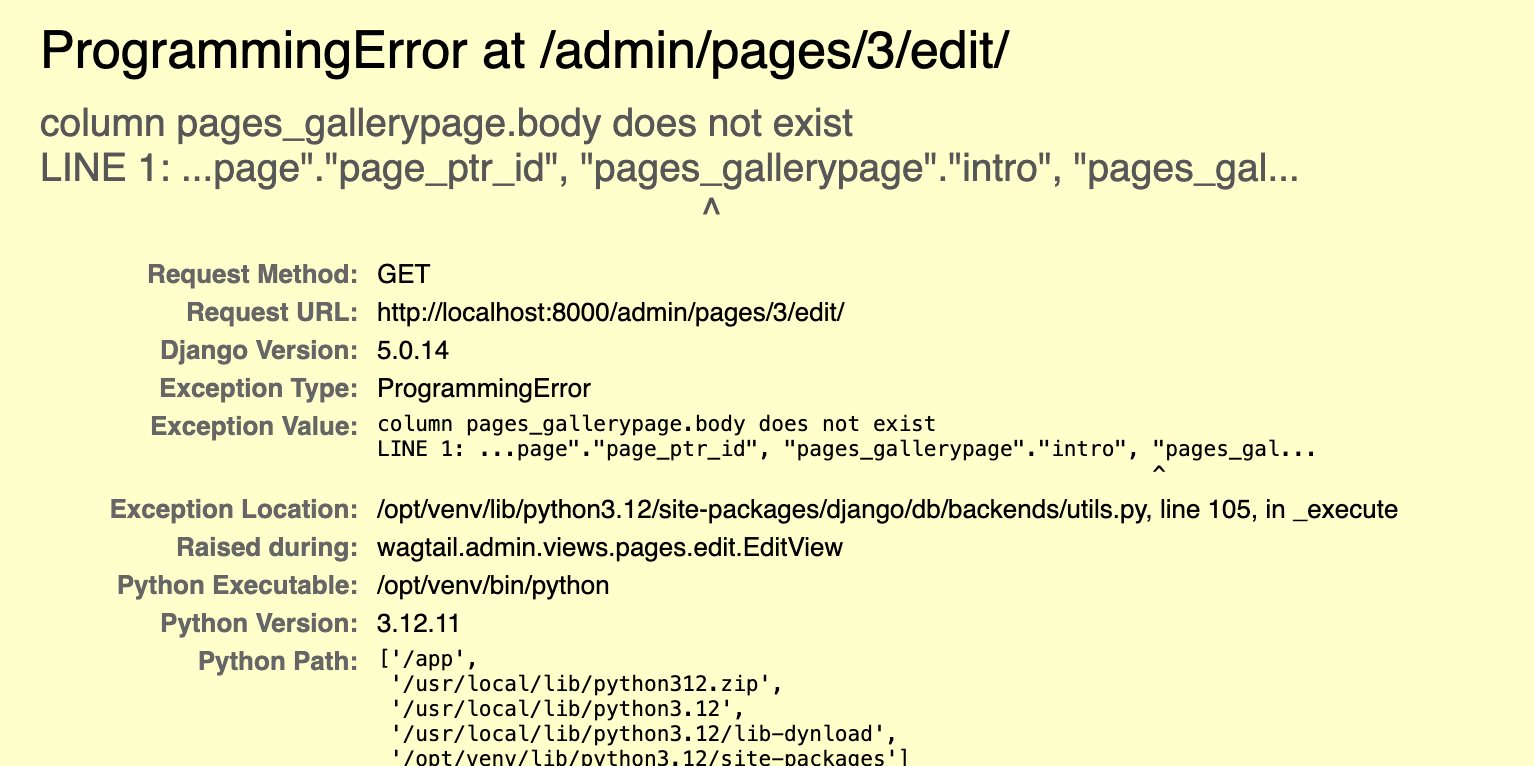 ProgrammingError at /admin/pages/3/edit/
column pages_gallerypage.body does not exist
LINE 1: ...page"."page_ptr_id", "pages_gallerypage"."intro", "pages_gal...
^
Request Method: GET
Request URL: http://localhost:8000/admin/pages/3/edit/
Django Version: 5.0.14
Exception Type: ProgrammingError
Exception Value: column pages_gallerypage.body does not exist
LINE 1: ...page"."page_ptr_id", "pages_gallerypage"."intro", "pages_gal...
^
Exception Location: /opt/venv/lib/python3.12/site-packages/django/db/backends/utils.py, line 105, in _execute
Raised during: wagtail.admin.views.pages.edit.EditView
Python Executable: /opt/venv/bin/python
Python Version: 3.12.11
Python Path: ['/app',
'/usr/local/lib/python312.zip',
'/usr/local/lib/python3.12',
'/usr/local/lib/python3.12/lib-dynload',
'/opt/venv/lib/python3.12/site-packages']